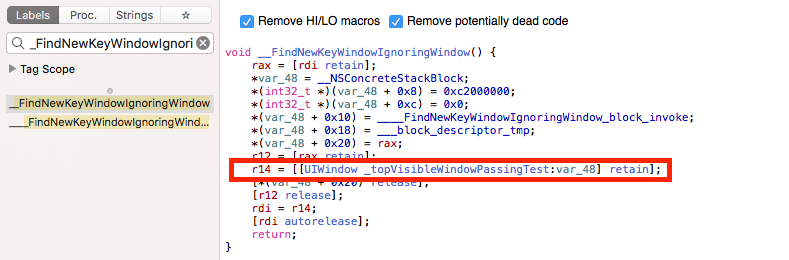 Labels Proc. Strings ☆
_FindNewKeyWindowIgnori
Tag Scope
__FindNewKeyWindowIgnoringWindow
____FindNewKeyWindowIgnoringWind...
Remove HI/LO macros Remove potentially dead code
void __FindNewKeyWindowIgnoringWindow() {
rax = [rdi retain];
*var_48 = __NSConcreteStackBlock;
*(int32_t *)(var_48 + 0x8) = 0xc2000000;
*(int32_t *)(var_48 + 0xc) = 0x0;
*(var_48 + 0x10) = ____FindNewKeyWindowIgnoringWindow_block_invoke;
*(var_48 + 0x18) = ___block_descriptor_tmp;
*(var_48 + 0x20) = rax;
r12 = [rax retain];
r14 = [[UIWindow _topVisibleWindowPassingTest:var_48] retain];
[*(var_48 + 0x20) release];
[r12 release];
rdi = r14;
[rdi autorelease];
return;
}